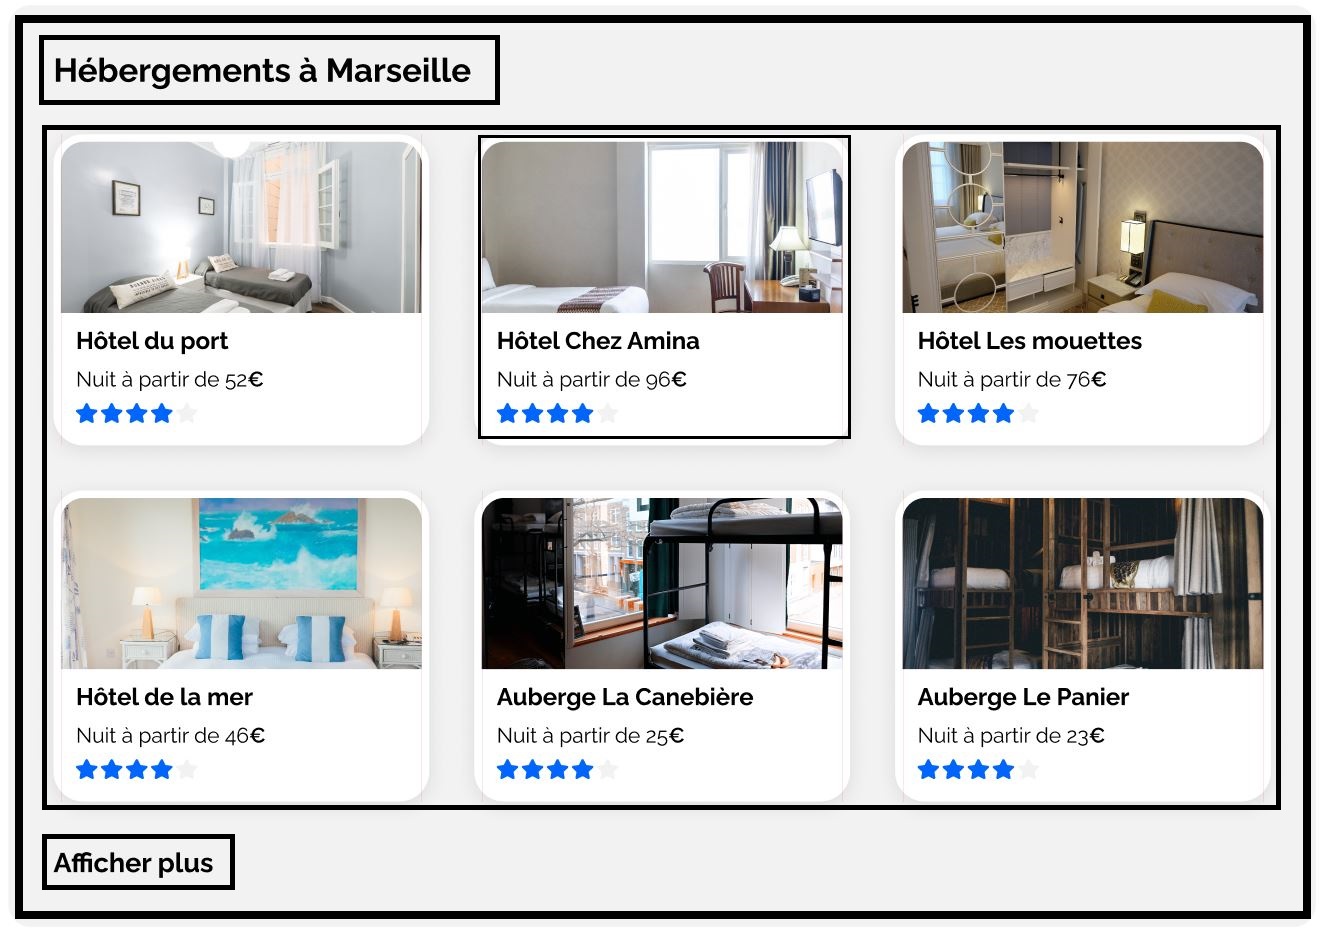 Hébergements à Marseille
Hôtel du port
Nuit à partir de 52€
Hôtel Chez Amina
Nuit à partir de 96€
Hôtel Les mouettes
Nuit à partir de 76€
Hôtel de la mer
Nuit à partir de 46€
Auberge La Canebière
Nuit à partir de 25€
Auberge Le Panier
Nuit à partir de 23€
Afficher plus